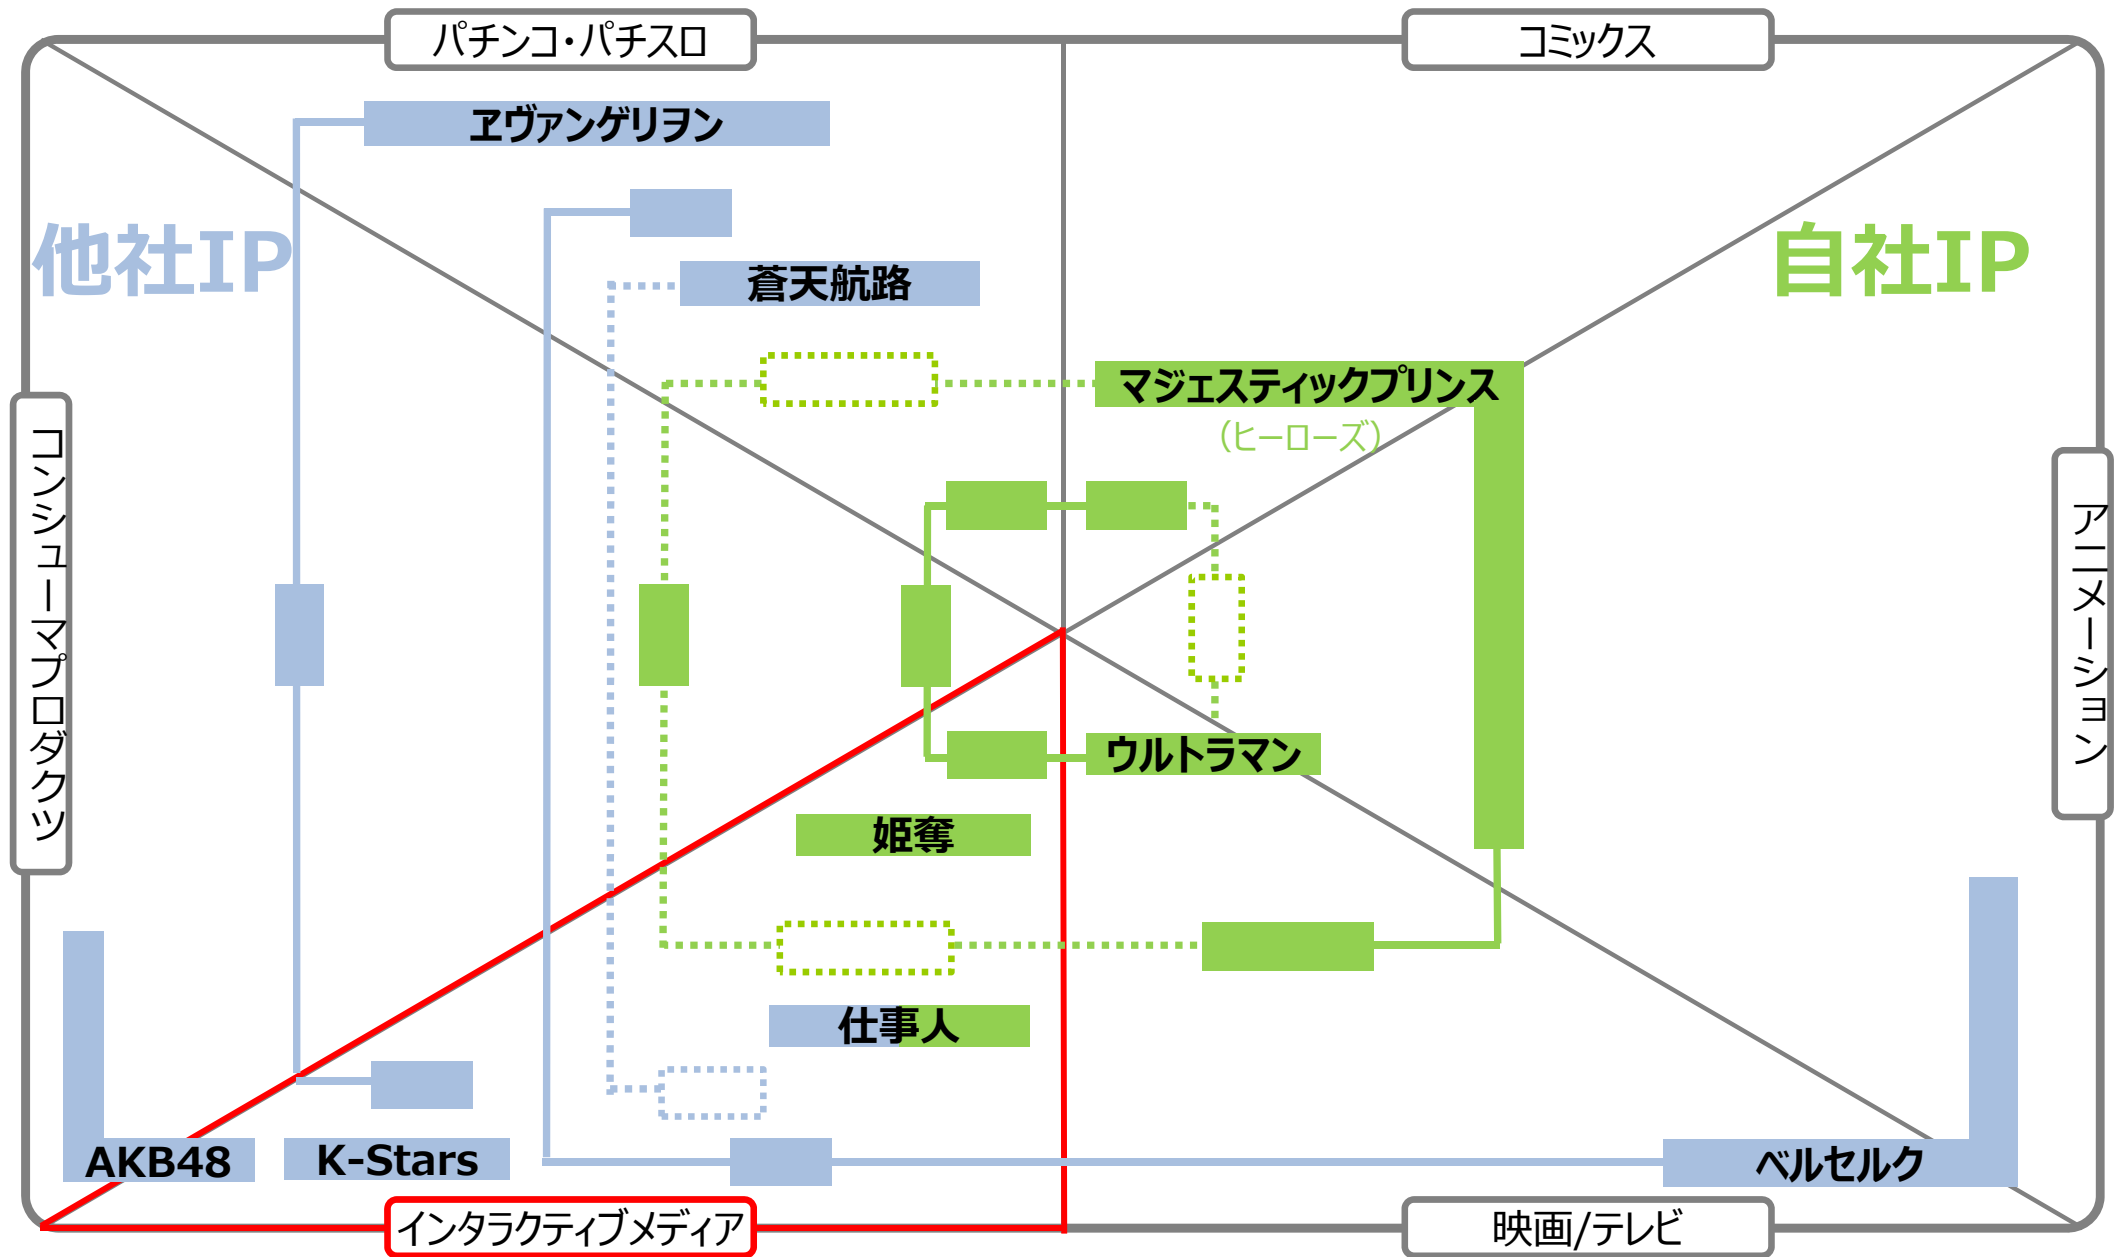 パチンコ・パチスロ
コミックス
ヱヴァンゲリヲン
他社IP
自社IP
蒼天航路
マジェスティックプリンス
（ヒーローズ）
コンシューマプロダクツ
アニメーション
ウルトラマン
姫奪
仕事人
AKB48
K-Stars
ベルセルク
インタラクティブメディア
映画/テレビ